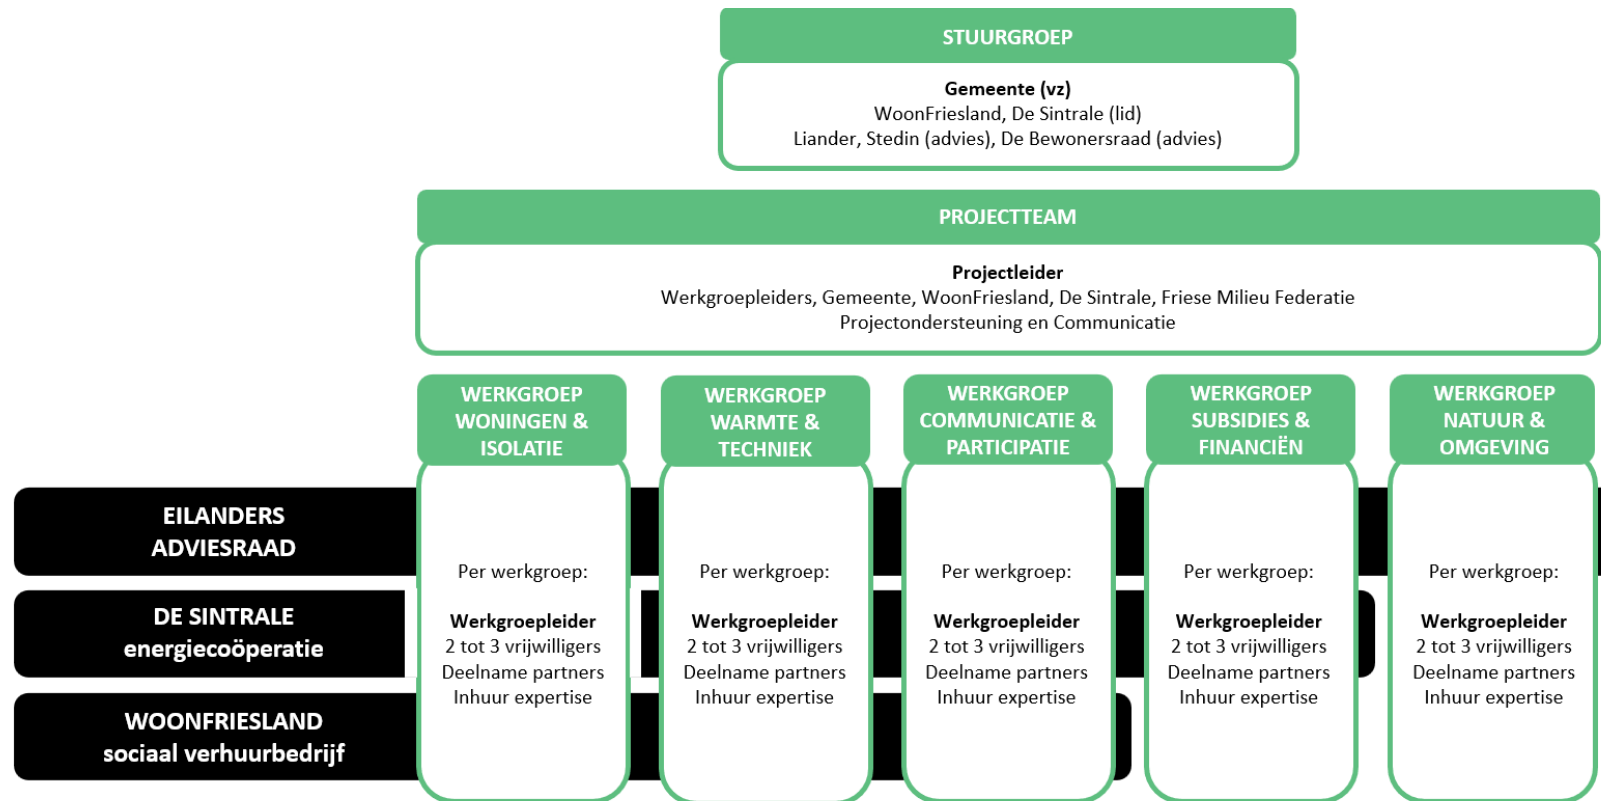 STUURGROEP
Gemeente (vz)
WoonFriesland, De Sintrale (lid)
Liander, Stedin (advies), De Bewonersraad (advies)
PROJECTTEAM
Projectleider
Werkgroepleiders, Gemeente, WoonFriesland, De Sintrale, Friese Milieu Federatie
Projectondersteuning en Communicatie
WERKGROEP
WONINGEN &
ISOLATIE
WERKGROEP
WARMTE &
TECHNIEK
WERKGROEP
COMMUNICATIE &
PARTICIPATIE
WERKGROEP
SUBSIDIES &
FINANCIËN
WERKGROEP
NATUUR &
OMGEVING
EILANDERS
ADVIESRAAD
DE SINTRALE
energiecoöperatie
WOONFRIESLAND
sociaal verhuurbedrijf
Per werkgroep:
Werkgroepleider
2 tot 3 vrijwilligers
Deelname partners
Inhuur expertise
Per werkgroep:
Werkgroepleider
2 tot 3 vrijwilligers
Deelname partners
Inhuur expertise
Per werkgroep:
Werkgroepleider
2 tot 3 vrijwilligers
Deelname partners
Inhuur expertise
Per werkgroep:
Werkgroepleider
2 tot 3 vrijwilligers
Deelname partners
Inhuur expertise
Per werkgroep:
Werkgroepleider
2 tot 3 vrijwilligers
Deelname partners
Inhuur expertise